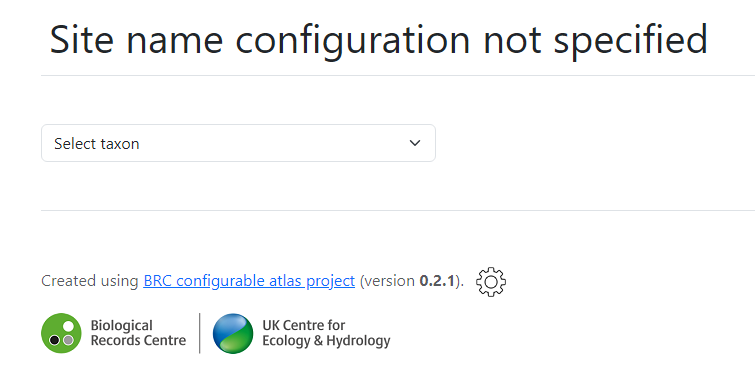 Site name configuration not specified
Select taxon
Created using BRC configurable atlas project (version 0.2.1).
Biological
Records Centre
UK Centre for
Ecology & Hydrology